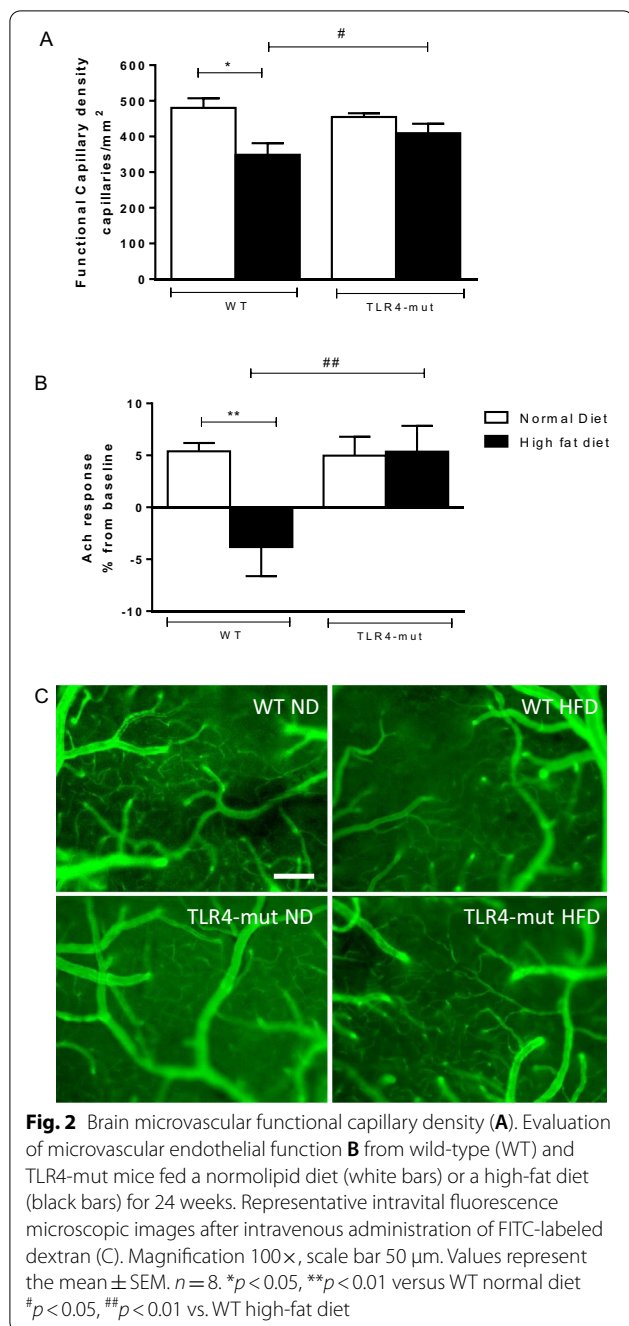 A
#
*
Functional Capillary density
capillaries/mm²
600
500
400
300
200
100
0
WT
TLR4-mut
B
##
**
Normal Diet
High fat diet
Ach response
% from baseline
10
5
0
-5
-10
WT
TLR4-mut
C
WT ND
WT HFD
TLR4-mut ND
TLR4-mut HFD
Fig. 2 Brain microvascular functional capillary density (A). Evaluation
of microvascular endothelial function B from wild-type (WT) and
TLR4-mut mice fed a normolipid diet (white bars) or a high-fat diet
(black bars) for 24 weeks. Representative intravital fluorescence
microscopic images after intravenous administration of FITC-labeled
dextran (C). Magnification 100×, scale bar 50 μm. Values represent
the mean ± SEM. n = 8. *p < 0.05, **p < 0.01 versus WT normal diet
#p < 0.05, ##p < 0.01 vs. WT high-fat diet